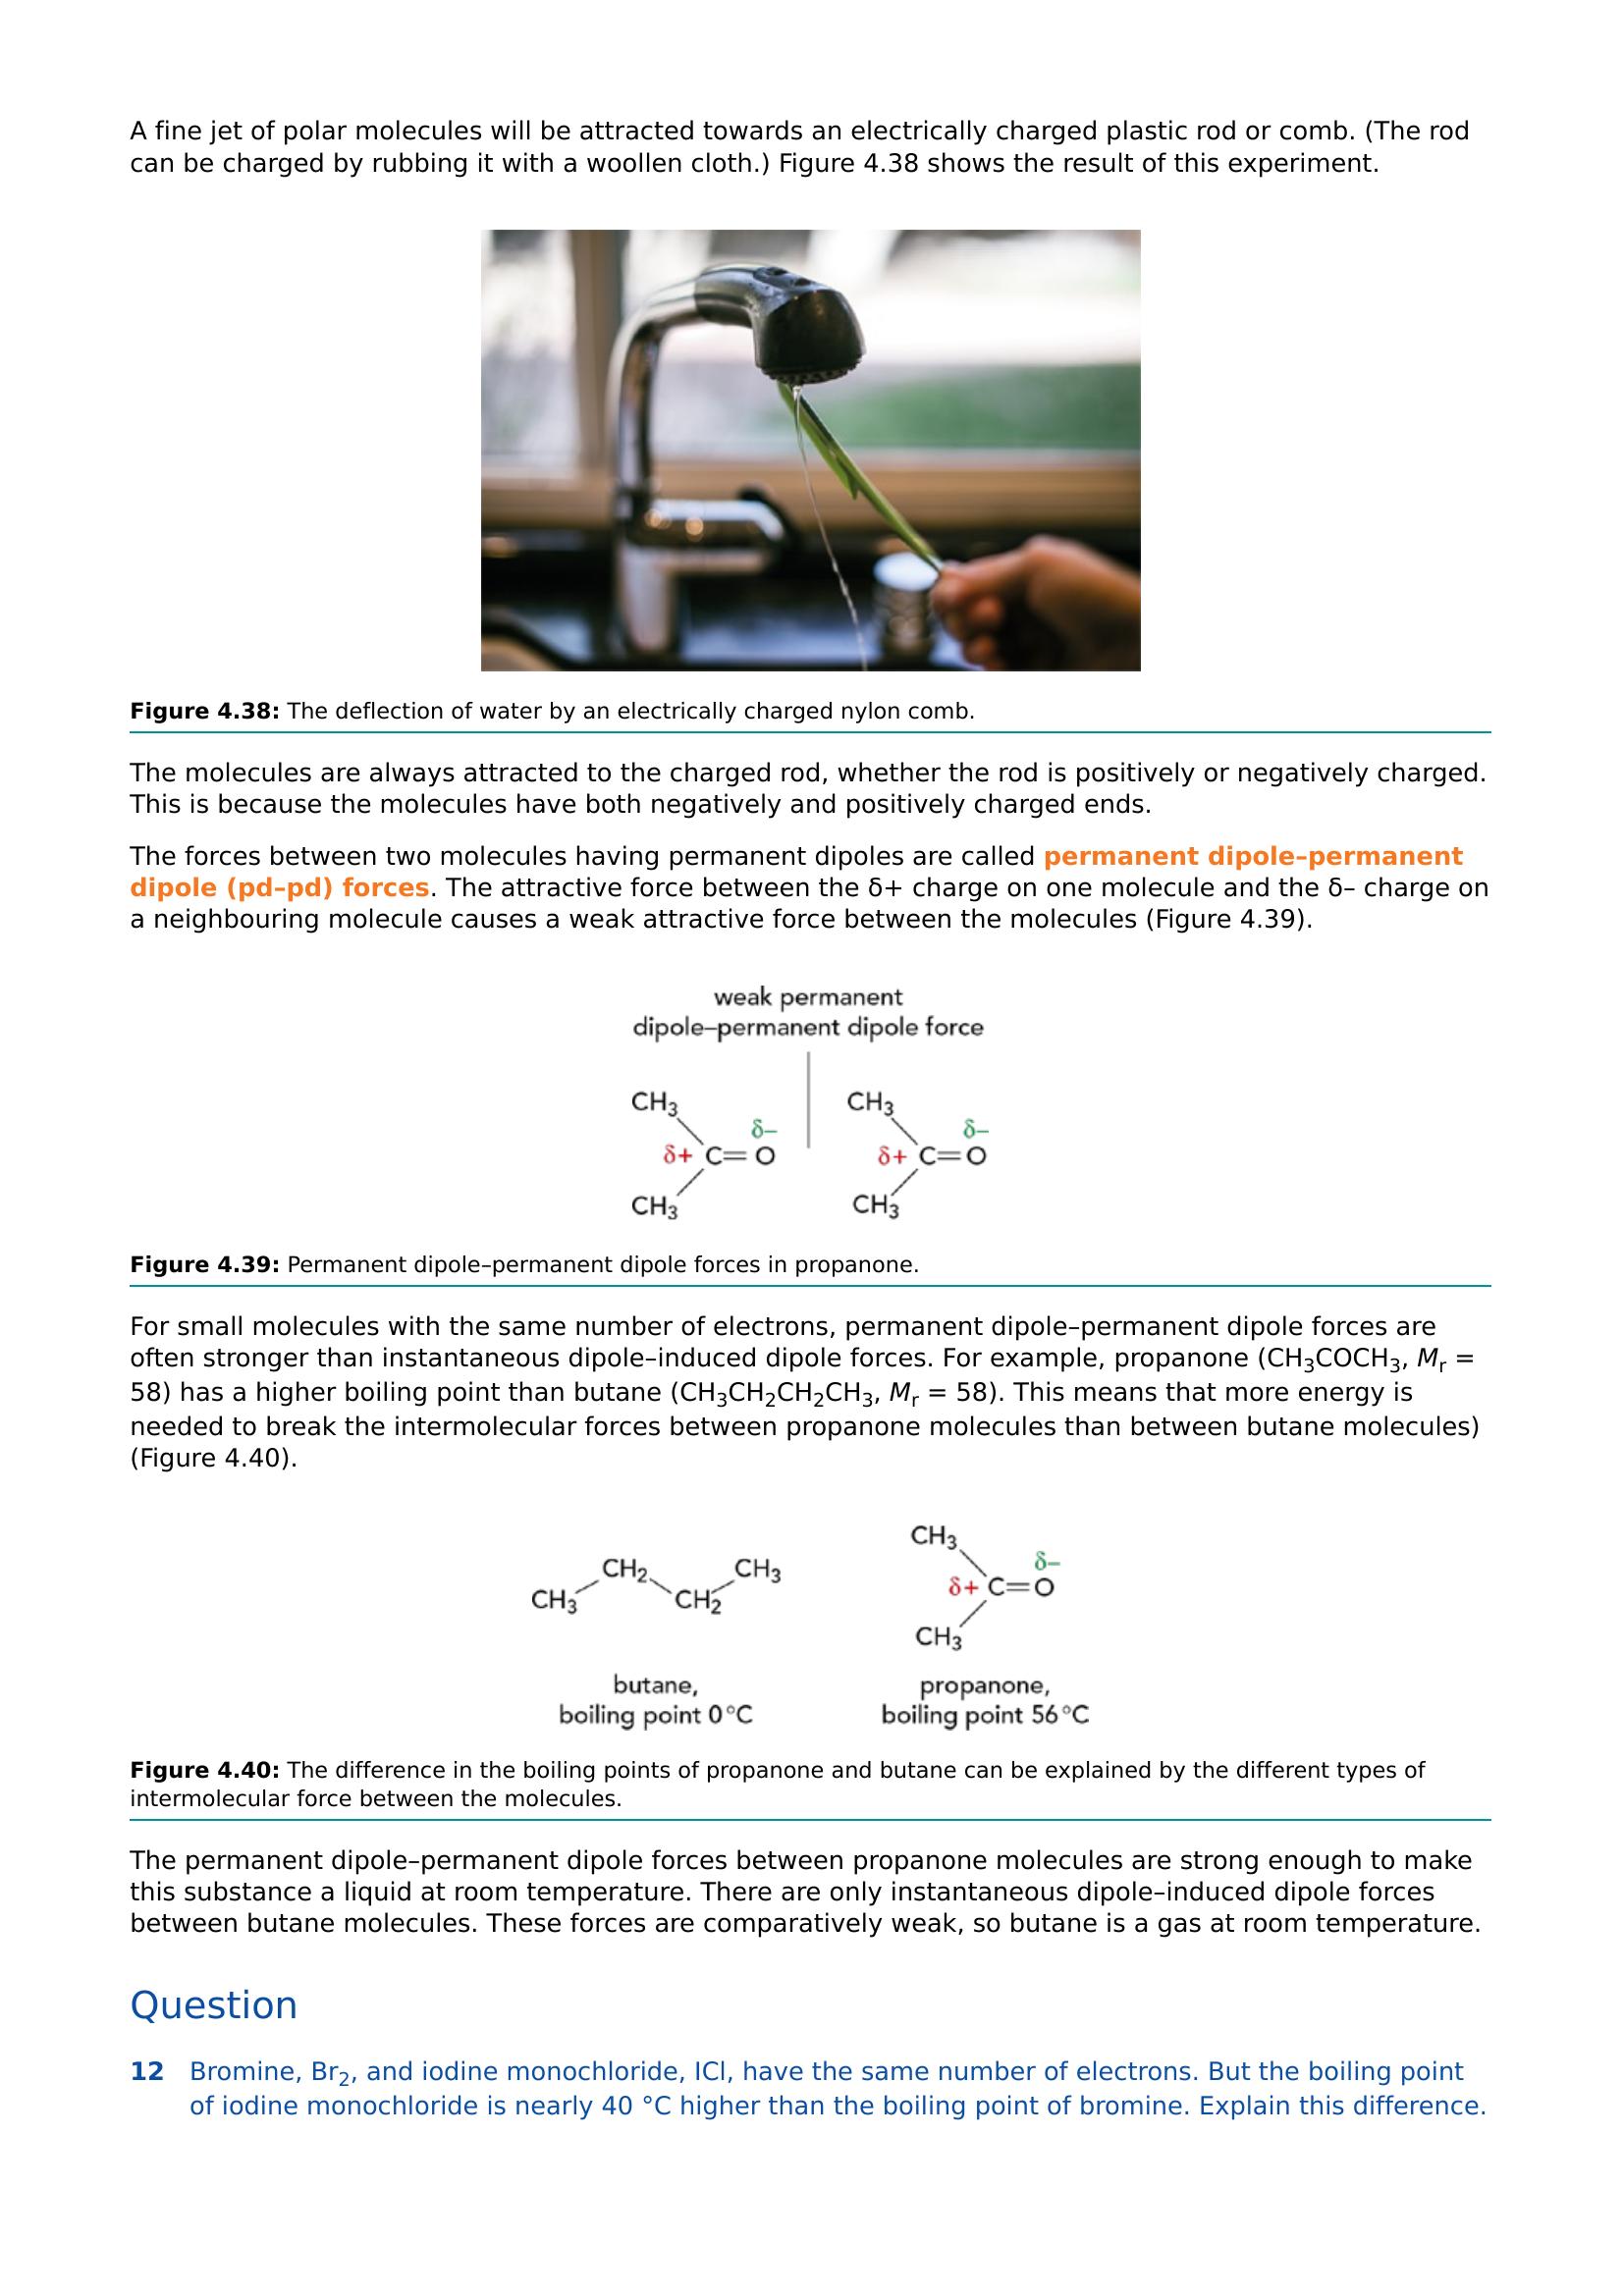 A fine jet of polar molecules will be attracted towards an electrically charged plastic rod or comb. (The rod
can be charged by rubbing it with a woollen cloth.) Figure 4.38 shows the result of this experiment.
Figure 4.38: The deflection of water by an electrically charged nylon comb.
The molecules are always attracted to the charged rod, whether the rod is positively or negatively charged.
This is because the molecules have both negatively and positively charged ends.
The forces between two molecules having permanent dipoles are called permanent dipole–permanent
dipole (pd–pd) forces. The attractive force between the δ+ charge on one molecule and the δ– charge on
a neighbouring molecule causes a weak attractive force between the molecules (Figure 4.39).
weak permanent
dipole–permanent dipole force
CH₃ CH₃
δ– δ–
δ+ C=O δ+ C=O
CH₃ CH₃
Figure 4.39: Permanent dipole–permanent dipole forces in propanone.
For small molecules with the same number of electrons, permanent dipole–permanent dipole forces are
often stronger than instantaneous dipole–induced dipole forces. For example, propanone (CH₃COCH₃, Mᵣ =
58) has a higher boiling point than butane (CH₃CH₂CH₂CH₃, Mᵣ = 58). This means that more energy is
needed to break the intermolecular forces between propanone molecules than between butane molecules)
(Figure 4.40).
CH₃
CH₂ CH₃ δ–
CH₃ CH₂ δ+ C=O
CH₃
butane, propanone,
boiling point 0 °C boiling point 56 °C
Figure 4.40: The difference in the boiling points of propanone and butane can be explained by the different types of
intermolecular force between the molecules.
The permanent dipole–permanent dipole forces between propanone molecules are strong enough to make
this substance a liquid at room temperature. There are only instantaneous dipole–induced dipole forces
between butane molecules. These forces are comparatively weak, so butane is a gas at room temperature.
Question
12 Bromine, Br₂, and iodine monochloride, ICl, have the same number of electrons. But the boiling point
of iodine monochloride is nearly 40 °C higher than the boiling point of bromine. Explain this difference.